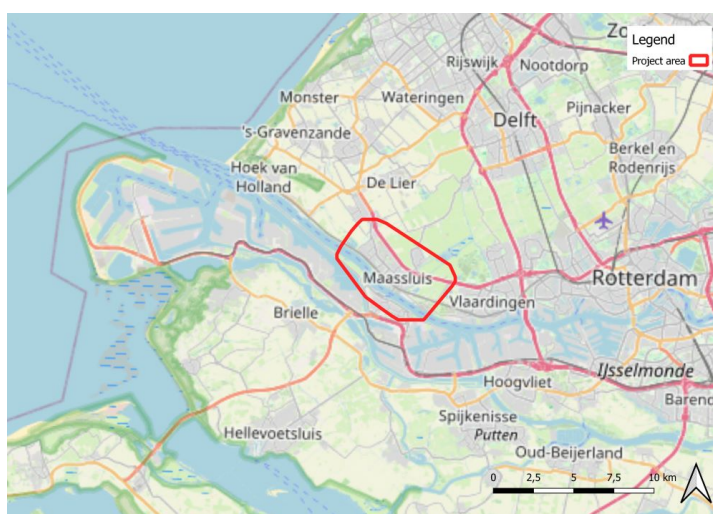 Zo
Legend
Project area
Rijswijk
Nootdorp
Monster
Wateringen
Pijnacker
Delft
's-Gravenzande
Berkel en
Rodenrijs
Hoek van
Holland
De Lier
Maassluis
Rotterdam
Vlaardingen
Brielle
IJsselmonde
Hoogvliet
Barend
Spijkenisse
Putten
Hellevoetsluis
Oud-Beijerland
0 2,5 5 7,5 10 km